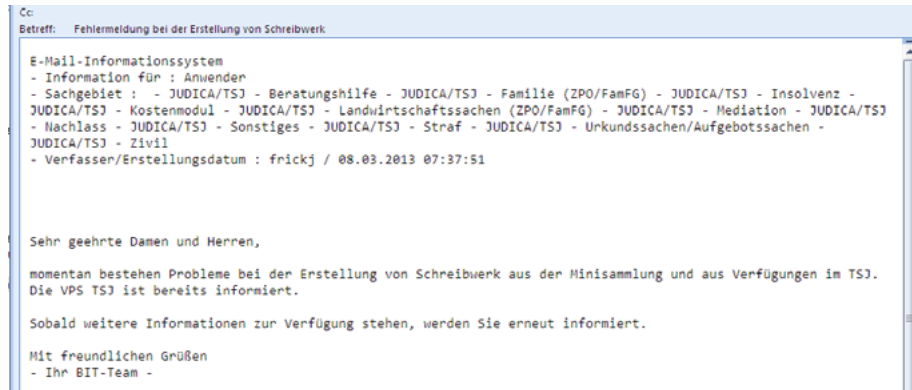 Cc:
Betreff: Fehlermeldung bei der Erstellung von Schreibwerk
E-Mail-Informationssystem
- Information für : Anwender
- Sachgebiet :  - JUDICA/TSJ - Beratungshilfe - JUDICA/TSJ - Familie (ZPO/FamFG) - JUDICA/TSJ - Insolvenz -
JUDICA/TSJ - Kostenmodul - JUDICA/TSJ - Landwirtschaftssachen (ZPO/FamFG) - JUDICA/TSJ - Mediation - JUDICA/TSJ
- Nachlass - JUDICA/TSJ - Sonstiges - JUDICA/TSJ - Straf - JUDICA/TSJ - Urkundssachen/Aufgebotssachen -
JUDICA/TSJ - Zivil
- Verfasser/Erstellungsdatum : frickj / 08.03.2013 07:37:51
Sehr geehrte Damen und Herren,
momentan bestehen Probleme bei der Erstellung von Schreibwerk aus der Minisammlung und aus Verfügungen im TSJ.
Die VPS TSJ ist bereits informiert.
Sobald weitere Informationen zur Verfügung stehen, werden Sie erneut informiert.
Mit freundlichen Grüßen
- Ihr BIT-Team -